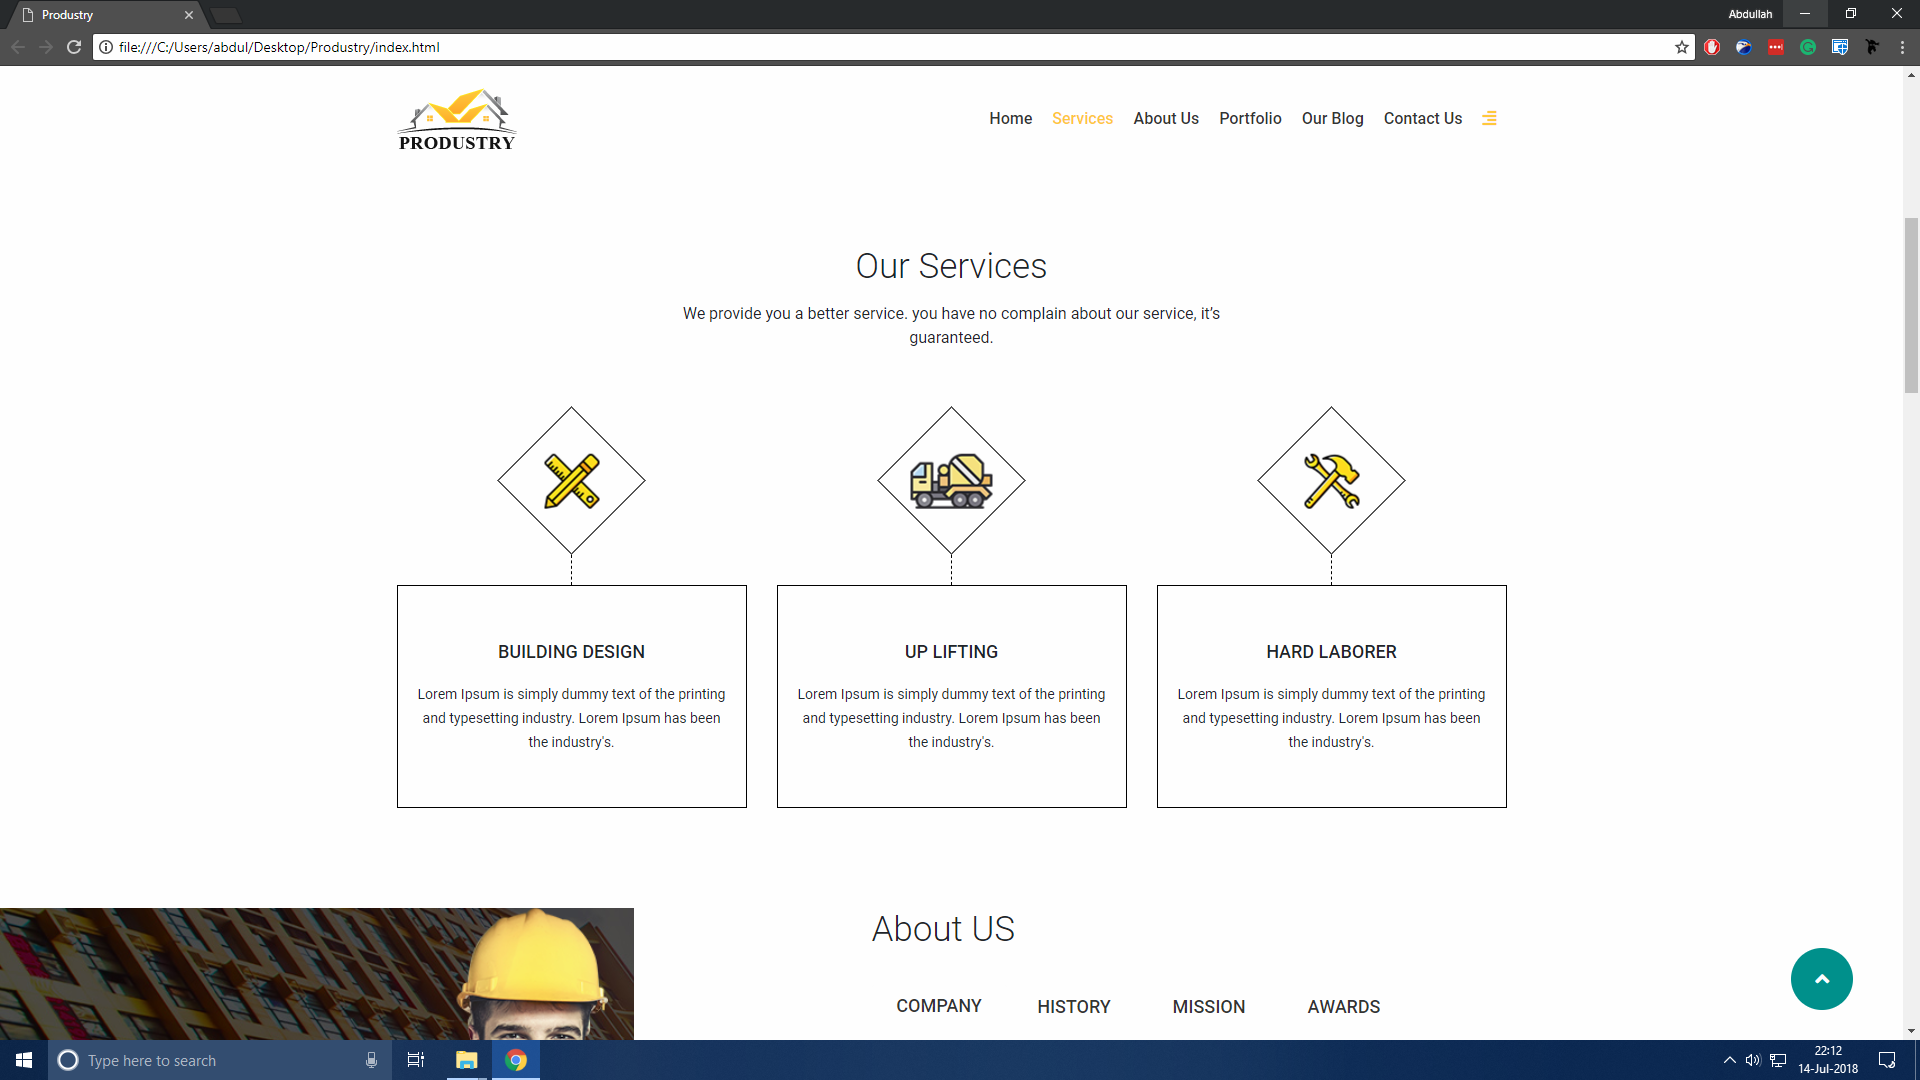 Produstry
Abdullah
file:///C:/Users/abdul/Desktop/Produstry/index.html
PRODUSTRY
Home Services About Us Portfolio Our Blog Contact Us
Our Services
We provide you a better service. you have no complain about our service, it’s
guaranteed.
BUILDING DESIGN
Lorem Ipsum is simply dummy text of the printing
and typesetting industry. Lorem Ipsum has been
the industry's.
UP LIFTING
Lorem Ipsum is simply dummy text of the printing
and typesetting industry. Lorem Ipsum has been
the industry's.
HARD LABORER
Lorem Ipsum is simply dummy text of the printing
and typesetting industry. Lorem Ipsum has been
the industry's.
About US
COMPANY HISTORY MISSION AWARDS
Type here to search
22:12
14-Jul-2018